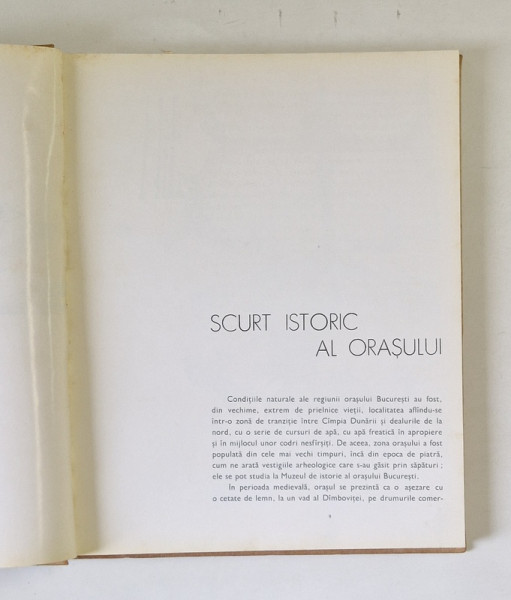 SCURT ISTORIC
AL ORAŞULUI
Condiţiile naturale ale regiunii oraşului Bucureşti au fost,
din vechime, extrem de prielnice vieţii, localitatea aflîndu-se
într-o zonă de tranziţie între Cîmpia Dunării şi dealurile de la
nord, cu o serie de cursuri de apă, cu apă freatică în apropiere
şi în mijlocul unor codri nesfîrşiţi. De aceea, zona oraşului a fost
populată din cele mai vechi timpuri, încă din epoca de piatră,
cum ne arată vestigiile arheologice care s-au găsit prin săpături ;
ele se pot studia la Muzeul de istorie al oraşului Bucureşti.
În perioada medievală, oraşul se prezintă ca o aşezare cu
o cetate de lemn, la un vad al Dîmboviţei, pe drumurile comer-